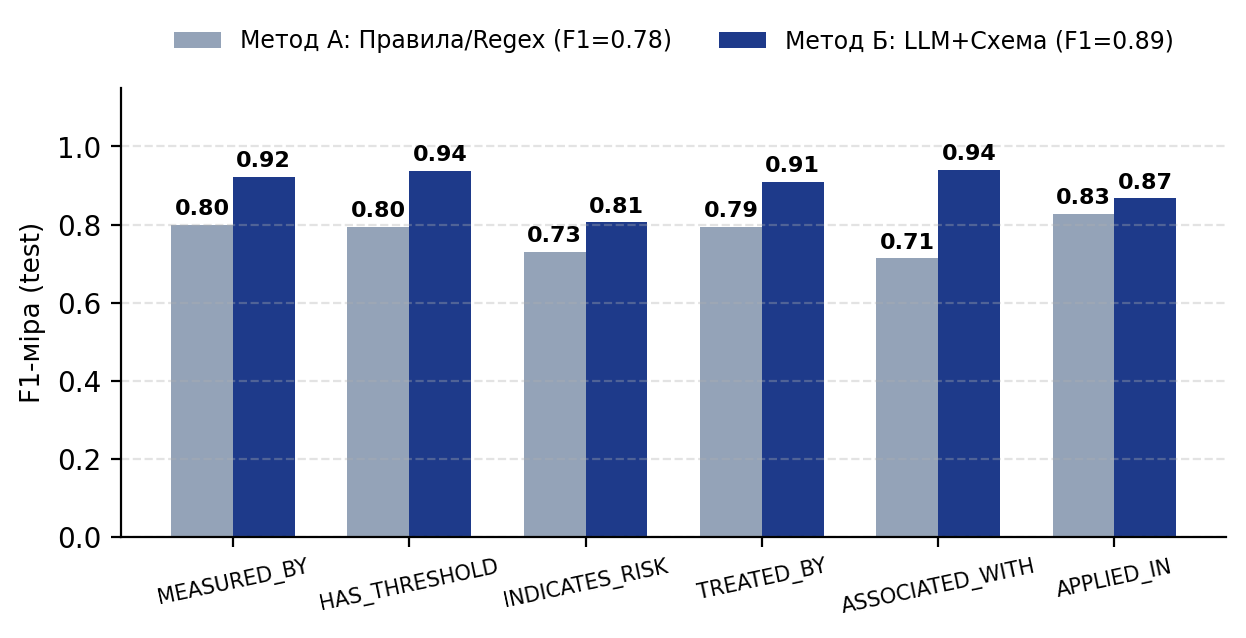 Метод А: Правила/Regex (F1=0.78) Метод Б: LLM+Схема (F1=0.89)
F1-міра (test)
1.0
0.8
0.6
0.4
0.2
0.0
0.80 0.92 0.80 0.94 0.73 0.81 0.79 0.91 0.71 0.94 0.83 0.87
MEASURED_BY HAS_THRESHOLD INDICATES_RISK TREATED_BY ASSOCIATED_WITH APPLIED_IN